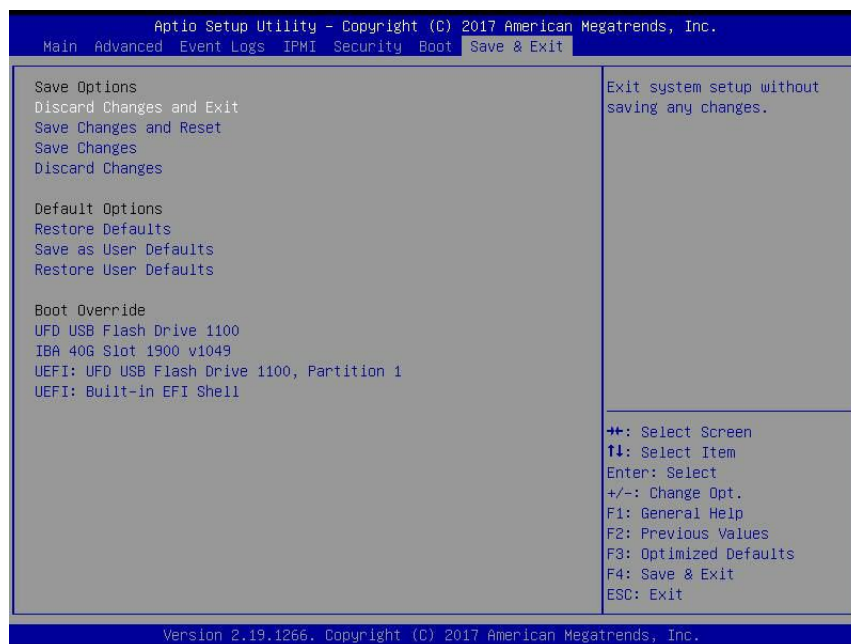 Aptio Setup Utility – Copyright (C) 2017 American Megatrends, Inc.
Main Advanced Event Logs IPMI Security Boot Save & Exit
Save Options
Discard Changes and Exit
Save Changes and Reset
Save Changes
Discard Changes
Default Options
Restore Defaults
Save as User Defaults
Restore User Defaults
Boot Override
UFD USB Flash Drive 1100
IBA 40G Slot 1900 v1049
UEFI: UFD USB Flash Drive 1100, Partition 1
UEFI: Built-in EFI Shell
Exit system setup without
saving any changes.
→←: Select Screen
↑↓: Select Item
Enter: Select
+/-: Change Opt.
F1: General Help
F2: Previous Values
F3: Optimized Defaults
F4: Save & Exit
ESC: Exit
Version 2.19.1266. Copyright (C) 2017 American Megatrends, Inc.